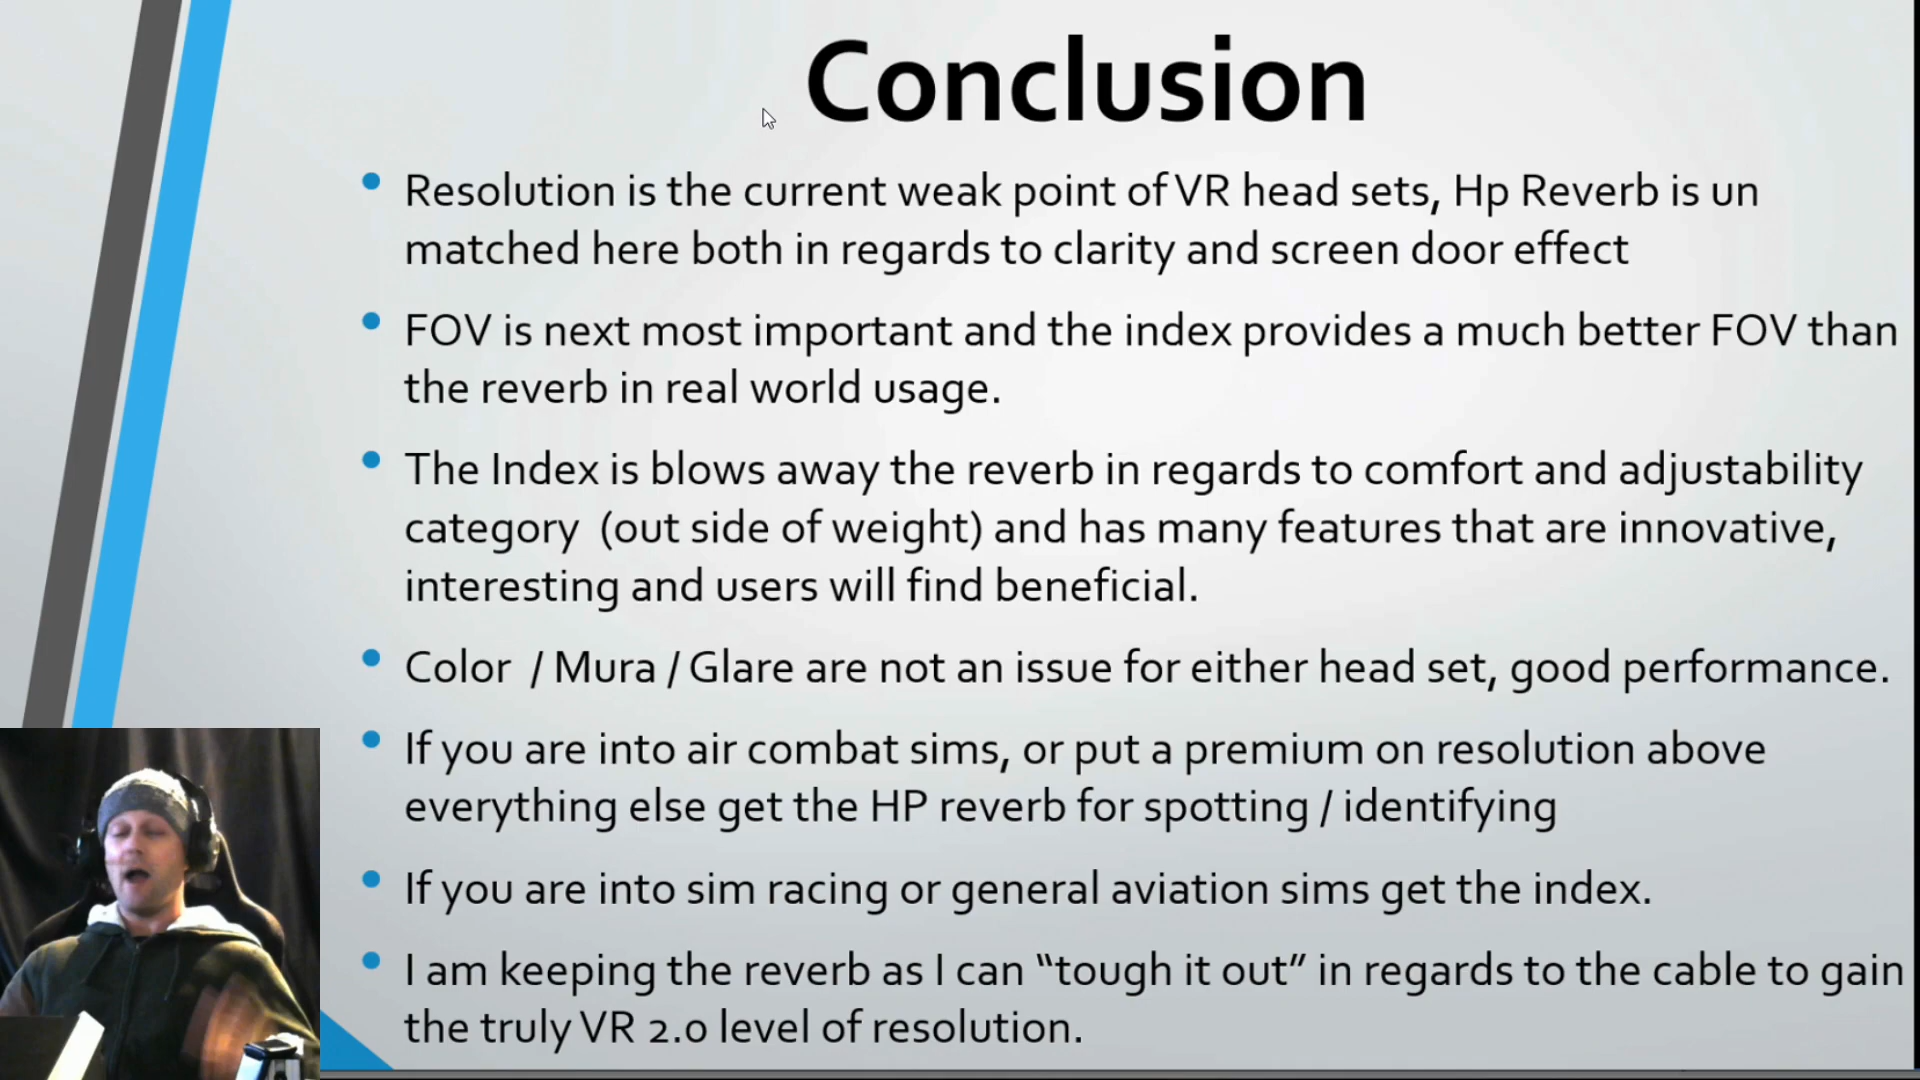 Conclusion
Resolution is the current weak point of VR head sets, Hp Reverb is un
matched here both in regards to clarity and screen door effect
FOV is next most important and the index provides a much better FOV than
the reverb in real world usage.
The Index is blows away the reverb in regards to comfort and adjustability
category (out side of weight) and has many features that are innovative,
interesting and users will find beneficial.
Color / Mura / Glare are not an issue for either head set, good performance.
If you are into air combat sims, or put a premium on resolution above
everything else get the HP reverb for spotting / identifying
If you are into sim racing or general aviation sims get the index.
I am keeping the reverb as I can “tough it out” in regards to the cable to gain
the truly VR 2.0 level of resolution.